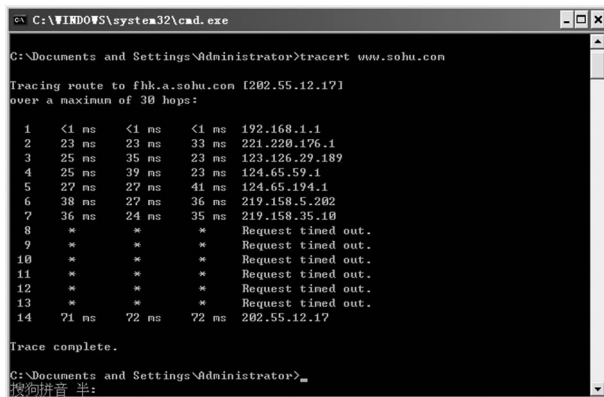 C:\WINDOWS\system32\cmd.exe
C:\Documents and Settings\Administrator>tracert www.sohu.com
Tracing route to fhk.a.sohu.com [202.55.12.17]
over a maximum of 30 hops:
1 <1 ms <1 ms <1 ms 192.168.1.1
2 23 ms 23 ms 33 ms 221.220.176.1
3 25 ms 35 ms 23 ms 123.126.29.189
4 25 ms 39 ms 23 ms 124.65.59.1
5 27 ms 27 ms 41 ms 124.65.194.1
6 38 ms 27 ms 36 ms 219.158.5.202
7 36 ms 24 ms 35 ms 219.158.35.10
8 * * * Request timed out.
9 * * * Request timed out.
10 * * * Request timed out.
11 * * * Request timed out.
12 * * * Request timed out.
13 * * * Request timed out.
14 71 ms 72 ms 72 ms 202.55.12.17
Trace complete.
C:\Documents and Settings\Administrator>_
搜狗拼音 半: